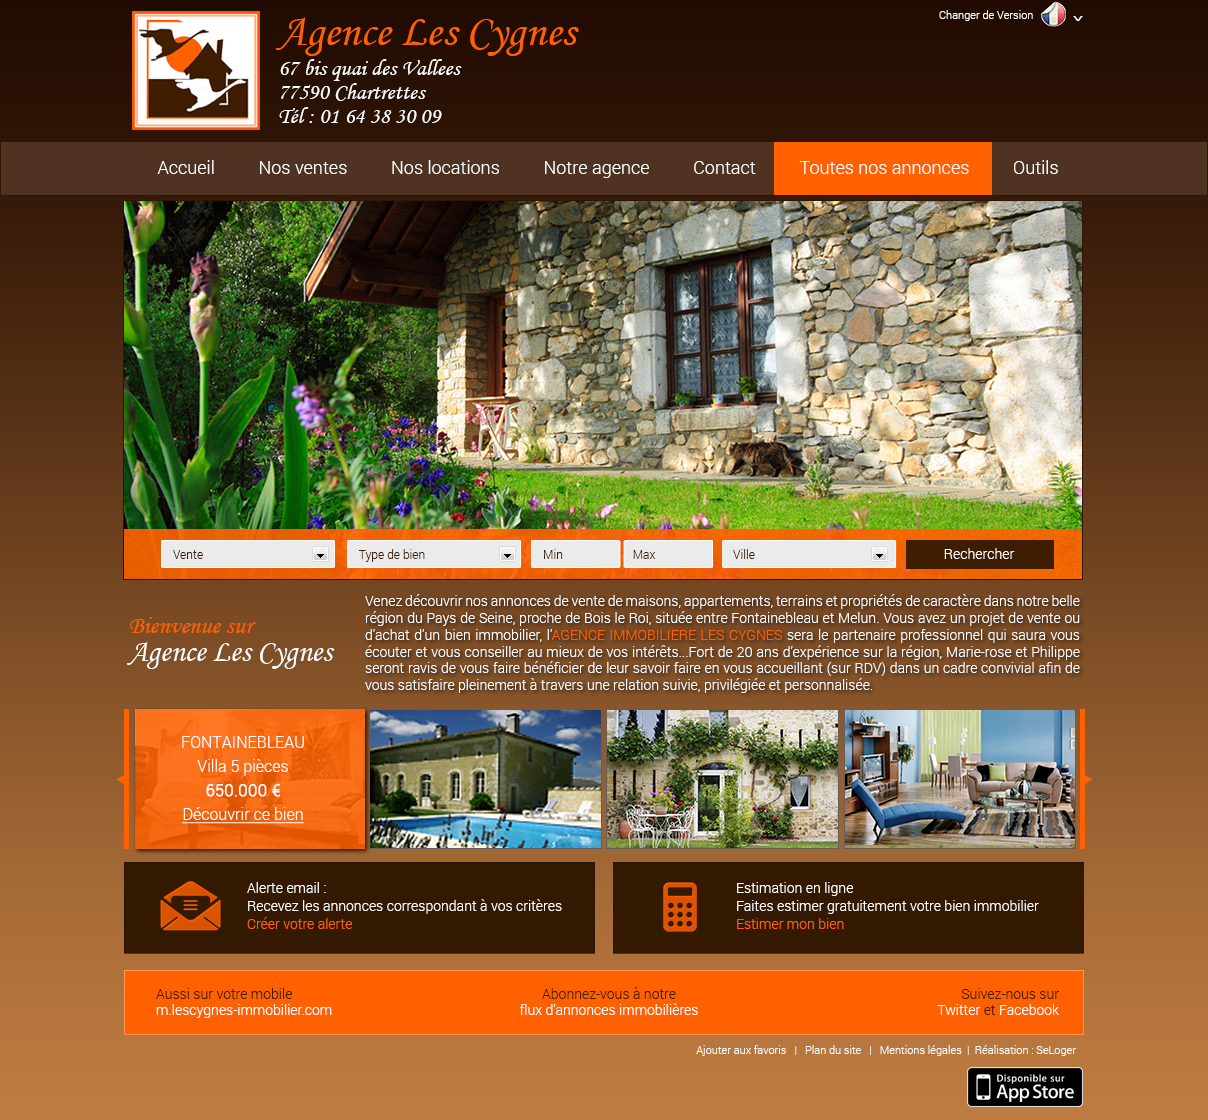 Changer de Version
Agence Les Cygnes
67 bis quai des Vallees
77590 Chartrettes
Tél : 01 64 38 30 09
Accueil
Nos ventes
Nos locations
Notre agence
Contact
Toutes nos annonces
Outils
Vente
Type de bien
Min
Max
Ville
Rechercher
Bienvenue sur
Agence Les Cygnes
Venez découvrir nos annonces de vente de maisons, appartements, terrains et propriétés de caractère dans notre belle
région du Pays de Seine, proche de Bois le Roi, située entre Fontainebleau et Melun. Vous avez un projet de vente ou
d'achat d'un bien immobilier, l'AGENCE IMMOBILIERE LES CYGNES sera le partenaire professionnel qui saura vous
écouter et vous conseiller au mieux de vos intérêts...Fort de 20 ans d'expérience sur la région, Marie-rose et Philippe
seront ravis de vous faire bénéficier de leur savoir faire en vous accueillant (sur RDV) dans un cadre convivial afin de
vous satisfaire pleinement à travers une relation suivie, privilégiée et personnalisée.
FONTAINEBLEAU
Villa 5 pièces
650.000 €
Découvrir ce bien
Alerte email :
Recevez les annonces correspondant à vos critères
Créer votre alerte
Estimation en ligne
Faites estimer gratuitement votre bien immobilier
Estimer mon bien
Aussi sur votre mobile
m.lescygnes-immobilier.com
Abonnez-vous à notre
flux d'annonces immobilières
Suivez-nous sur
Twitter et Facebook
Ajouter aux favoris | Plan du site | Mentions légales | Réalisation : SeLoger
Disponible sur
App Store